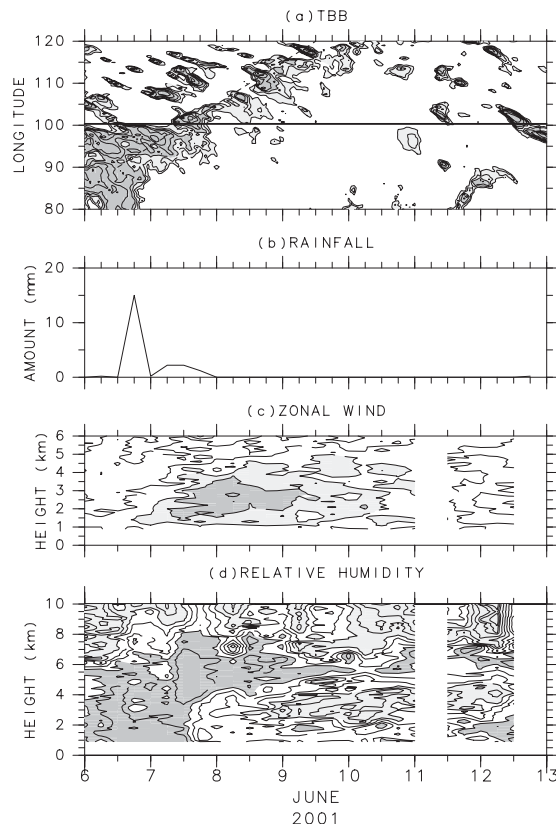 (a)TBB
120
110
100
90
80
LONGITUDE
(b)RAINFALL
20
10
0
AMOUNT (mm)
(c)ZONAL WIND
6
5
4
3
2
1
0
HEIGHT (km)
(d)RELATIVE HUMIDITY
10
8
6
4
2
0
HEIGHT (km)
6 7 8 9 10 11 12 13
JUNE
2001